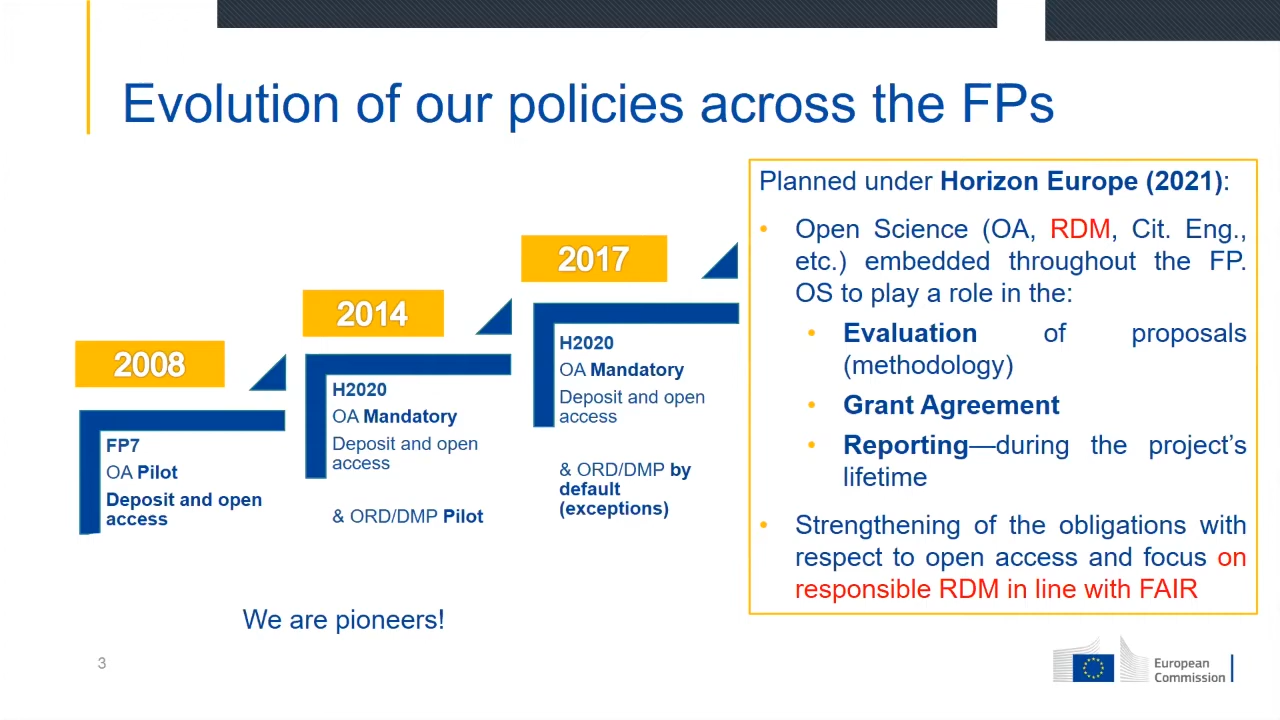 Evolution of our policies across the FPs
2008
FP7
OA Pilot
Deposit and open
access
2014
H2020
OA Mandatory
Deposit and open
access
& ORD/DMP Pilot
2017
H2020
OA Mandatory
Deposit and open
access
& ORD/DMP by
default
(exceptions)
We are pioneers!
Planned under Horizon Europe (2021):
• Open Science (OA, RDM, Cit. Eng.,
etc.) embedded throughout the FP.
OS to play a role in the:
• Evaluation of proposals
(methodology)
• Grant Agreement
• Reporting—during the project’s
lifetime
• Strengthening of the obligations with
respect to open access and focus on
responsible RDM in line with FAIR
3
European
Commission